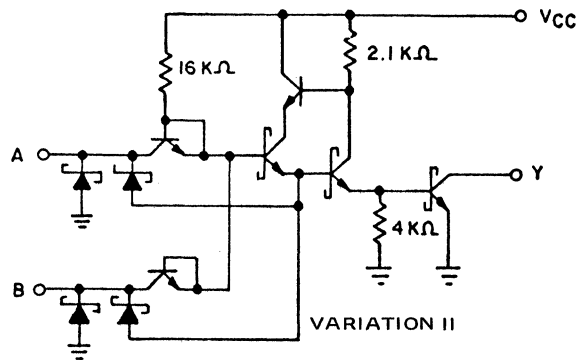 VCC
16 KΩ
2.1 KΩ
A
Y
4 KΩ
B
VARIATION II